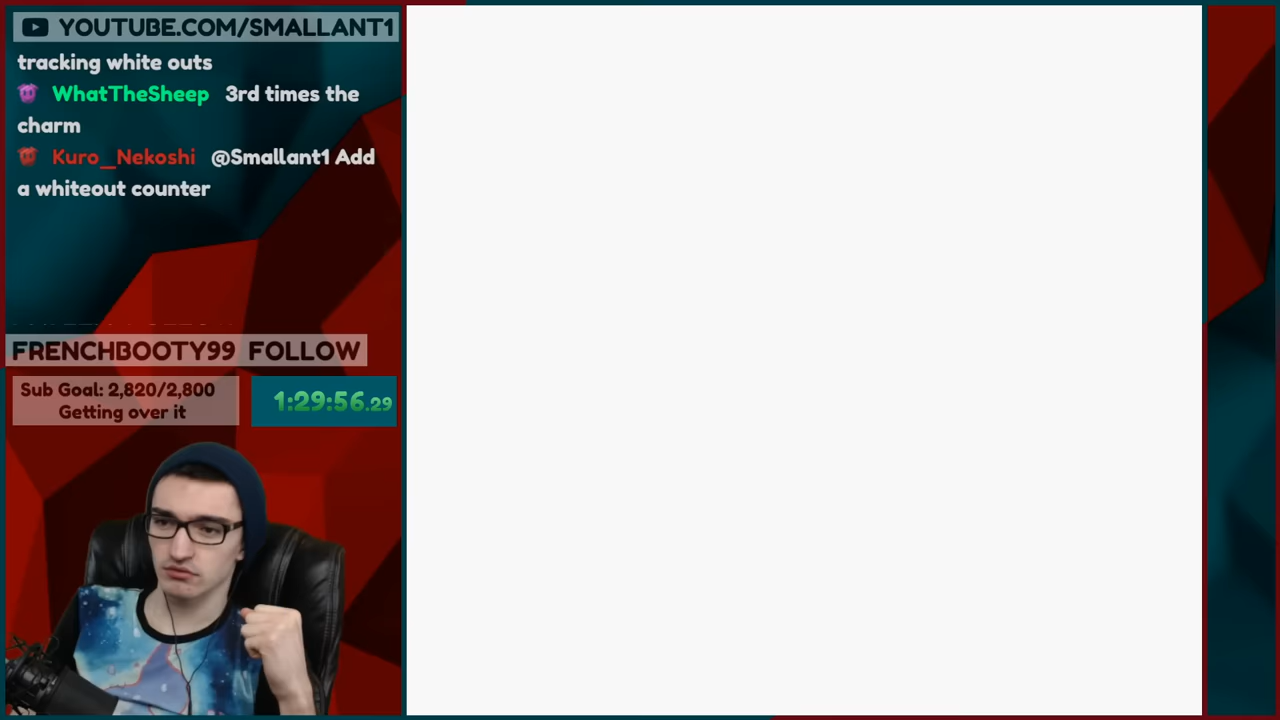 YOUTUBE.COM/SMALLANT1
tracking white outs
WhatTheSheep 3rd times the
charm
Kuro_Nekoshi @Smallant1 Add
a whiteout counter
FRENCHBOOTY99 FOLLOW
Sub Goal: 2,820/2,800
Getting over it
1:29:56.29